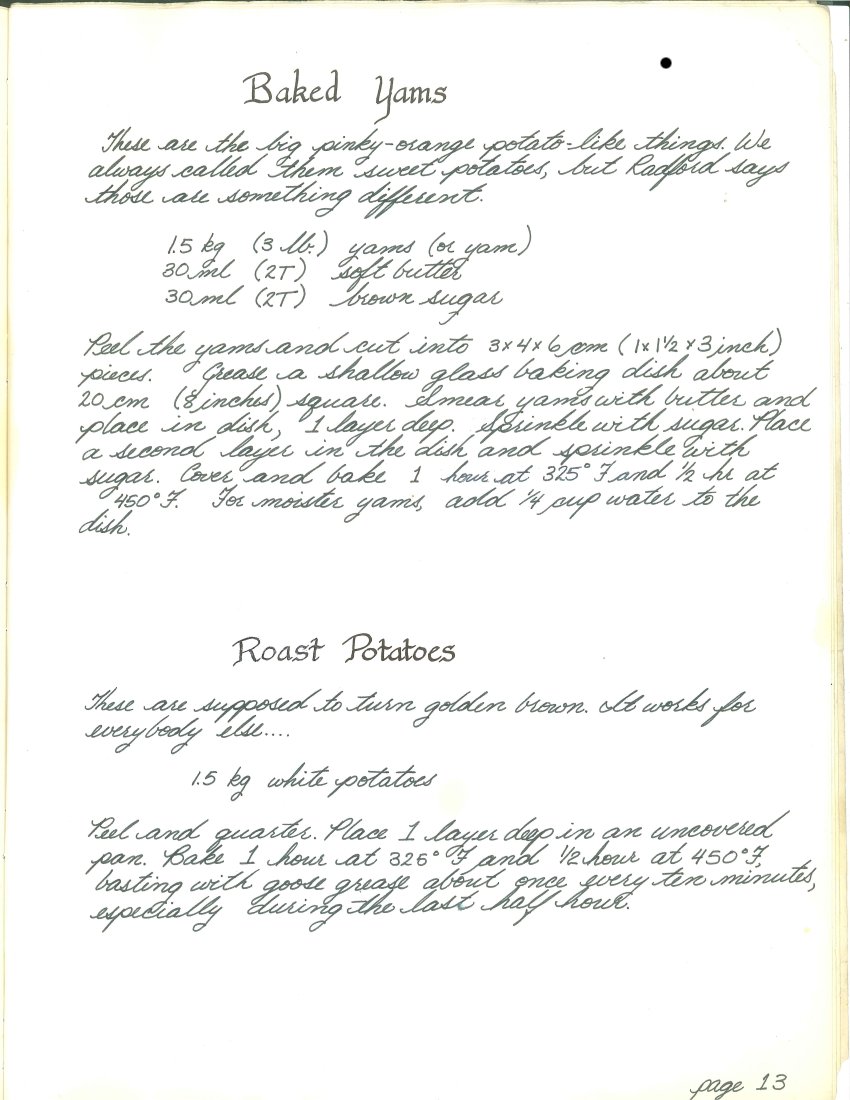 Baked Yams
These are the big pinky-orange potato-like things. We
always called them sweet potatoes, but Radford says
those are something different.
1.5 kg (3 lb.) yams (or yam)
30 ml (2T) soft butter
30 ml (2T) brown sugar
Peel the yams and cut into 3×4×6 cm (1×1½×3 inch)
pieces. Grease a shallow glass baking dish about
20 cm (8 inches) square. Smear yams with butter and
place in dish, 1 layer deep. Sprinkle with sugar. Place
a second layer in the dish and sprinkle with
sugar. Cover and bake 1 hour at 325°F and ½ hr at
450°F. For moister yams, add ¼ cup water to the
dish.
Roast Potatoes
These are supposed to turn golden brown. It works for
everybody else....
1.5 kg white potatoes
Peel and quarter. Place 1 layer deep in an uncovered
pan. Bake 1 hour at 325°F and ½ hour at 450°F,
basting with goose grease about once every ten minutes,
especially during the last half hour.
page 13